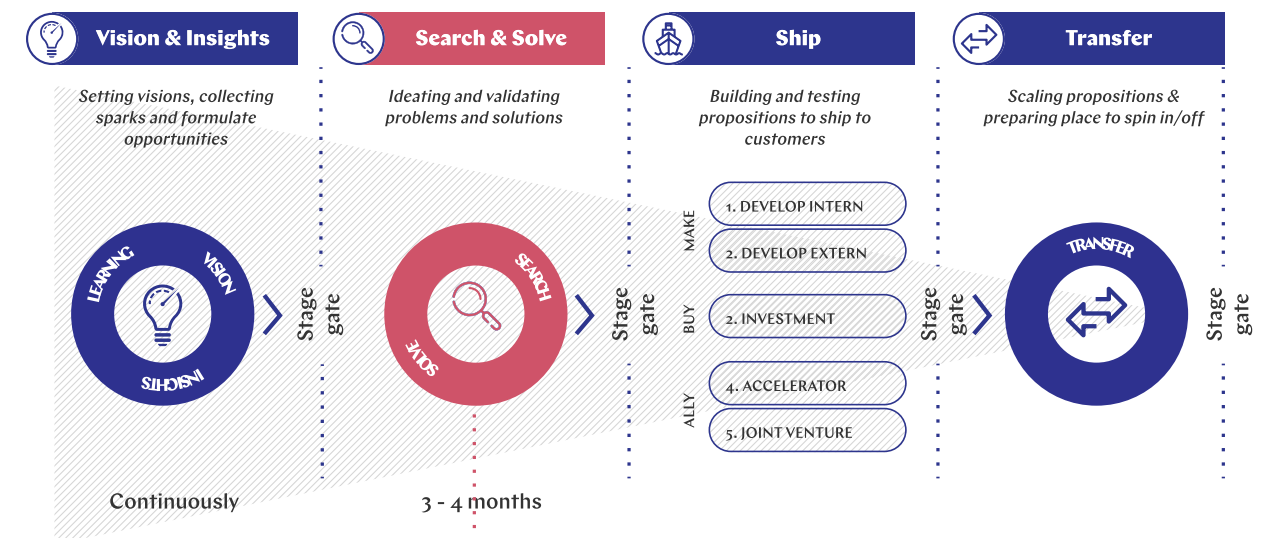 Vision & Insights
Search & Solve
Ship
Transfer
Setting visions, collecting
sparks and formulate
opportunities
Ideating and validating
problems and solutions
Building and testing
propositions to ship to
customers
Scaling propositions &
preparing place to spin in/off
LEARNING
VISION
INSIGHTS
Stage
gate
SEARCH
SOLVE
Stage
gate
MAKE
1. DEVELOP INTERN
2. DEVELOP EXTERN
BUY
2. INVESTMENT
ALLY
4. ACCELERATOR
5. JOINT VENTURE
Stage
gate
TRANSFER
Stage
gate
Continuously
3 - 4 months